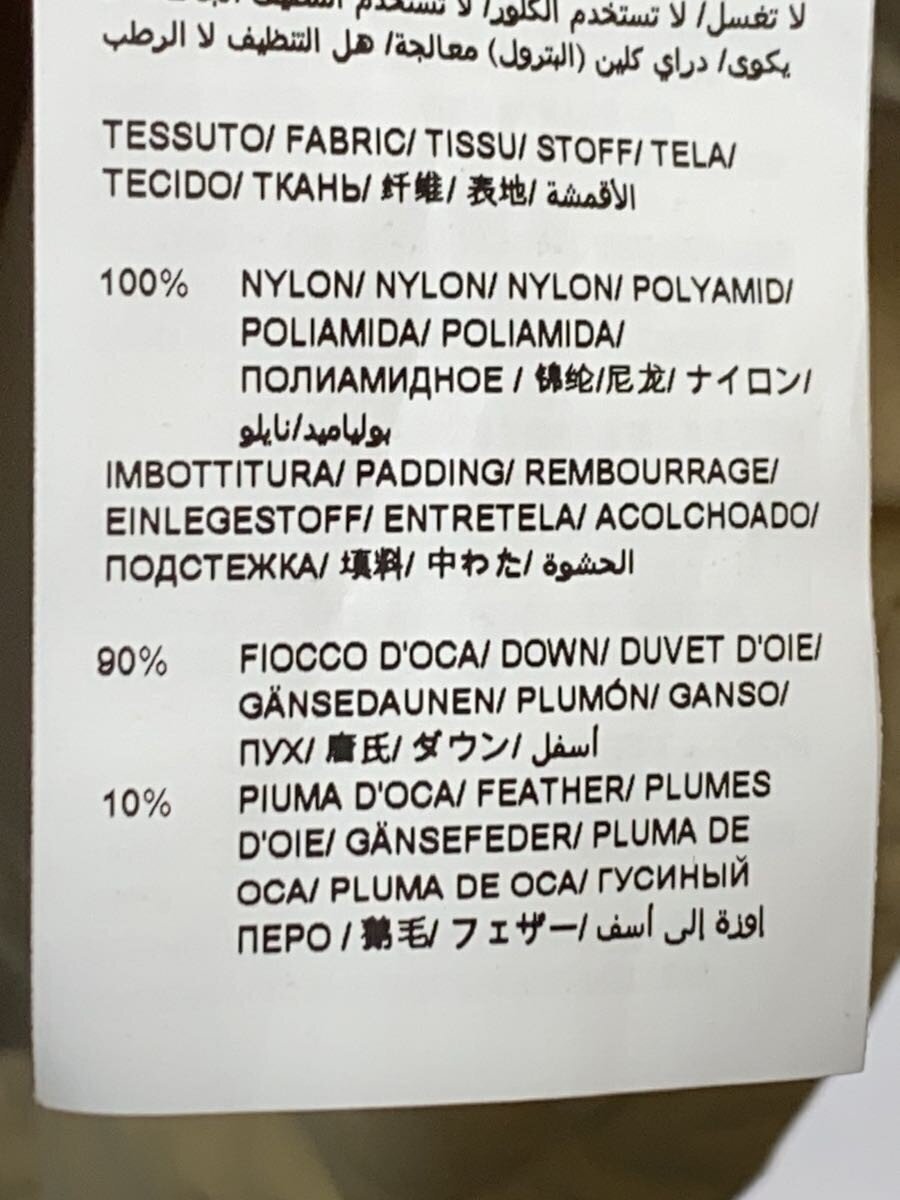 لا تغسل/ لا تستخدم الكلور/ لا تستخدم
يكوى/ دراي كلين (البترول) معالجة/ هل التنظيف لا الرطب
TESSUTO/ FABRIC/ TISSU/ STOFF/ TELA/
TECIDO/ ТКАНЬ/ 纤维/ 表地/ الأقمشة
100% NYLON/ NYLON/ NYLON/ POLYAMID/
POLIAMIDA/ POLIAMIDA/
ПОЛИАМИДНОЕ / 锦纶/尼龙/ ナイロン/
بولياميد/نايلو
IMBOTTITURA/ PADDING/ REMBOURRAGE/
EINLEGESTOFF/ ENTRETELA/ ACOLCHOADO/
ПОДСТЕЖКА/ 填料/ 中わた/ الحشوة
90% FIOCCO D'OCA/ DOWN/ DUVET D'OIE/
GÄNSEDAUNEN/ PLUMÓN/ GANSO/
ПУХ/ 唐氏/ ダウン/ أسفل
10% PIUMA D'OCA/ FEATHER/ PLUMES
D'OIE/ GÄNSEFEDER/ PLUMA DE
OCA/ PLUMA DE OCA/ ГУСИНЫЙ
ПЕРО / 鹅毛/ フェザー/ إوزة إلى أسف